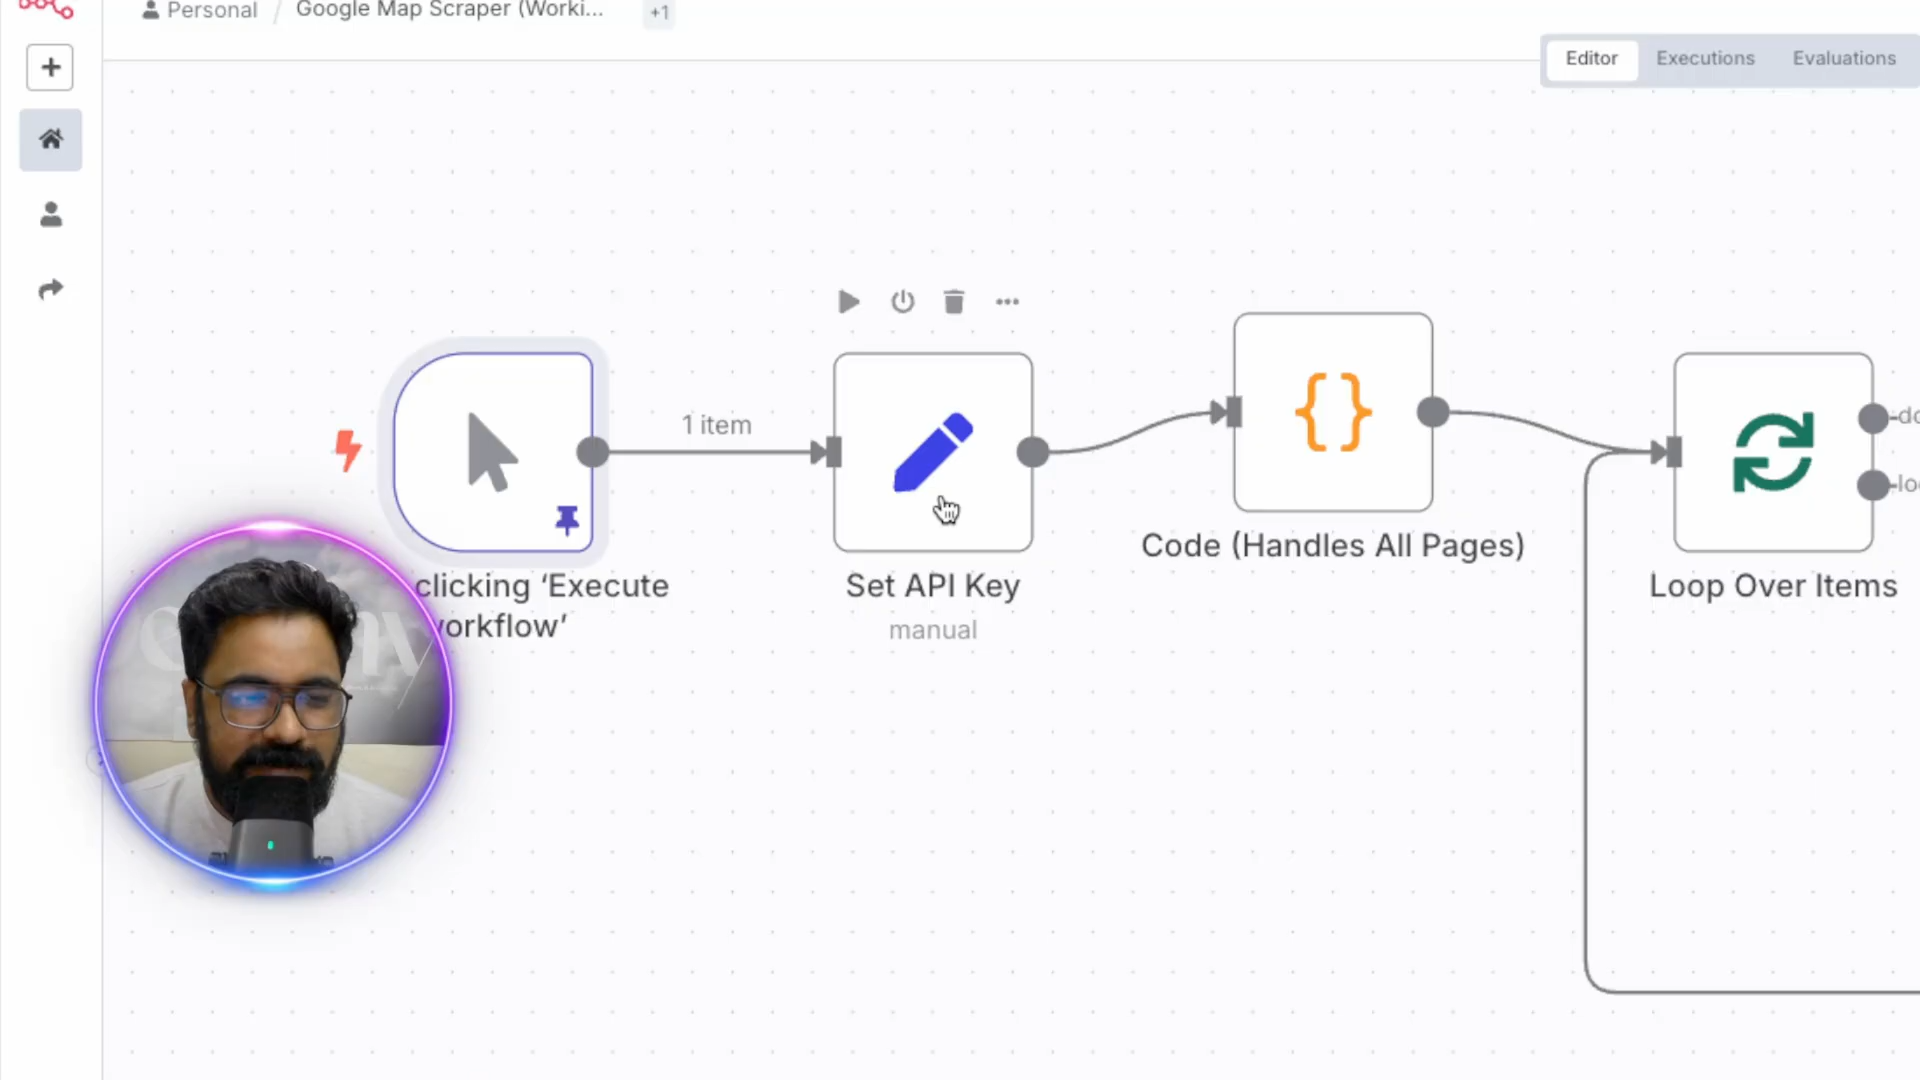 Personal / Google Map Scraper (Worki... +1
Editor Executions Evaluations
1 item
clicking ‘Execute
workflow’
Set API Key
manual
Code (Handles All Pages)
Loop Over Items